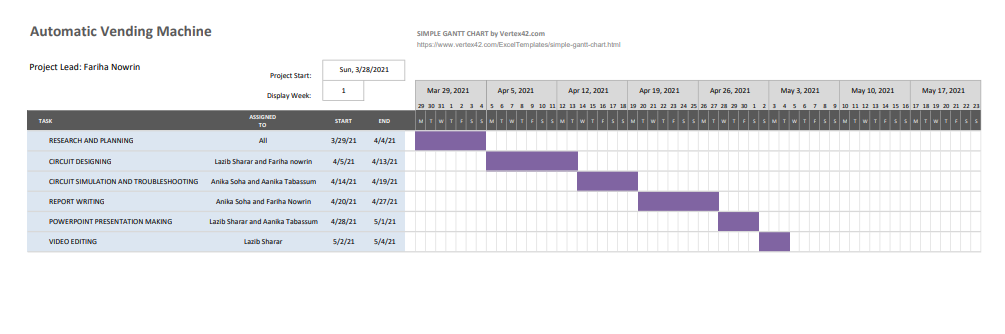 Automatic Vending Machine
SIMPLE GANTT CHART by Vertex42.com
https://www.vertex42.com/ExcelTemplates/simple-gantt-chart.html
Project Lead: Fariha Nowrin
Project Start: Sun, 3/28/2021
Display Week: 1
Mar 29, 2021 Apr 5, 2021 Apr 12, 2021 Apr 19, 2021 Apr 26, 2021 May 3, 2021 May 10, 2021 May 17, 2021
29 30 31 1 2 3 4 5 6 7 8 9 10 11 12 13 14 15 16 17 18 19 20 21 22 23 24 25 26 27 28 29 30 1 2 3 4 5 6 7 8 9 10 11 12 13 14 15 16 17 18 19 20 21 22 23
TASK ASSIGNED TO START END M T W T F S S M T W T F S S M T W T F S S M T W T F S S M T W T F S S M T W T F S S M T W T F S S M T W T F S S
RESEARCH AND PLANNING All 3/29/21 4/4/21
CIRCUIT DESIGNING Lazib Sharar and Fariha nowrin 4/5/21 4/13/21
CIRCUIT SIMULATION AND TROUBLESHOOTING Anika Soha and Aanika Tabassum 4/14/21 4/19/21
REPORT WRITING Anika Soha and Fariha Nowrin 4/20/21 4/27/21
POWERPOINT PRESENTATION MAKING Lazib Sharar and Aanika Tabassum 4/28/21 5/1/21
VIDEO EDITING Lazib Sharar 5/2/21 5/4/21